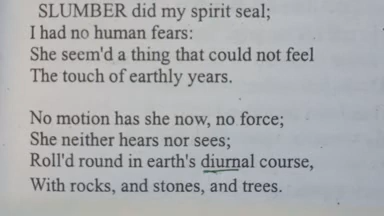 SLUMBER did my spirit seal;
I had no human fears:
She seem'd a thing that could not feel
The touch of earthly years.
No motion has she now, no force;
She neither hears nor sees;
Roll'd round in earth's diurnal course,
With rocks, and stones, and trees.